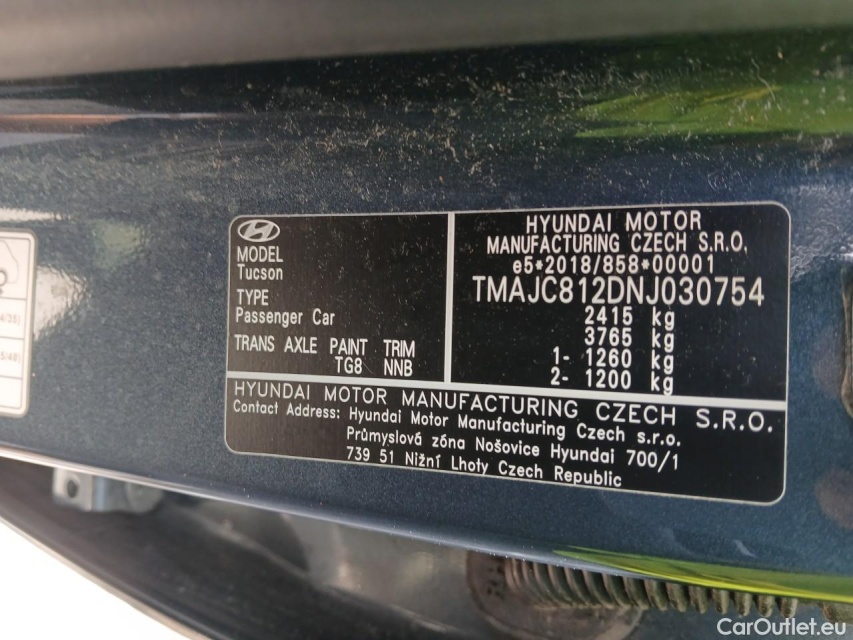 MODEL
Tucson
TYPE
Passenger Car
TRANS AXLE PAINT TRIM
TG8 NNB
HYUNDAI MOTOR
MANUFACTURING CZECH S.R.O.
e5*2018/858*00001
TMAJC812DNJ030754
2415 kg
3765 kg
1- 1260 kg
2- 1200 kg
HYUNDAI MOTOR MANUFACTURING CZECH S.R.O.
Contact Address: Hyundai Motor Manufacturing Czech s.r.o.
Průmyslová zóna Nošovice Hyundai 700/1
739 51 Nižní Lhoty Czech Republic
CarOutlet.eu